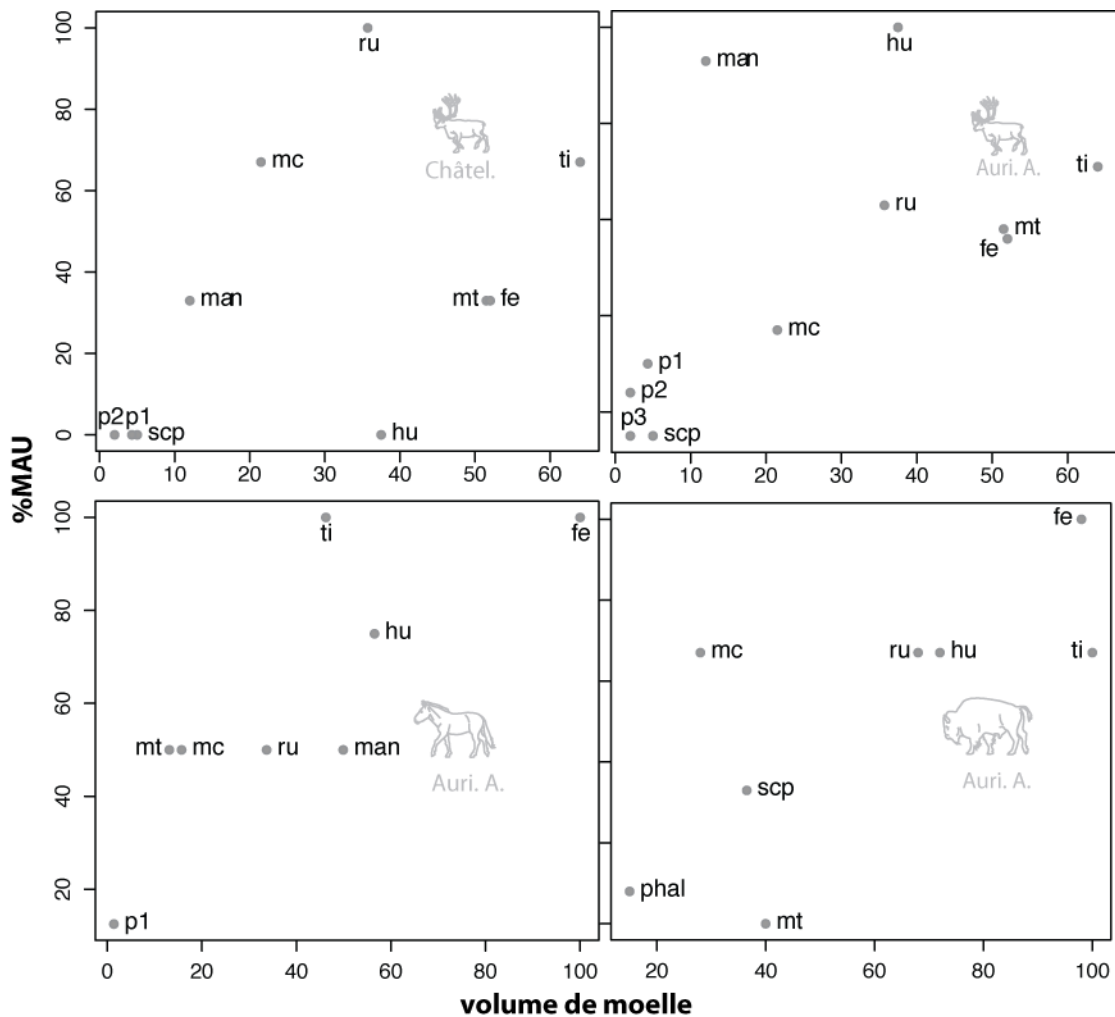 100
80
60
40
20
0
%MAU
ru
mc
ti
Châtel.
man
mt fe
p2 p1 scp
hu
0 10 20 30 40 50 60
hu
man
Auri. A.
ti
ru
mt
fe
mc
p1
p2
p3
scp
0 10 20 30 40 50 60
100
80
60
40
20
ti
fe
hu
mt mc ru man
Auri. A.
p1
0 20 40 60 80 100
fe
mc
ru hu
ti
scp
Auri. A.
phal
mt
20 40 60 80 100
volume de moelle